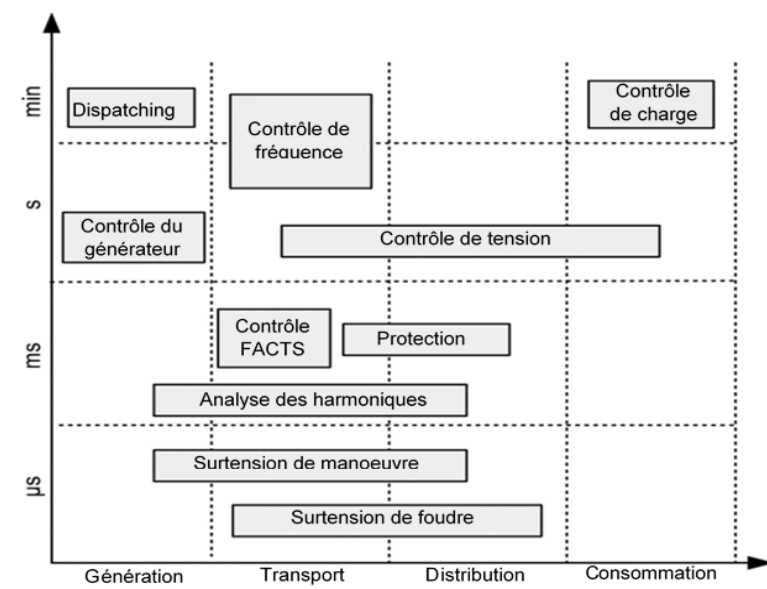 min
Dispatching
Contrôle de
fréquence
Contrôle
de charge
s
Contrôle du
générateur
Contrôle de tension
ms
Contrôle
FACTS
Protection
Analyse des harmoniques
µs
Surtension de manoeuvre
Surtension de foudre
Génération
Transport
Distribution
Consommation